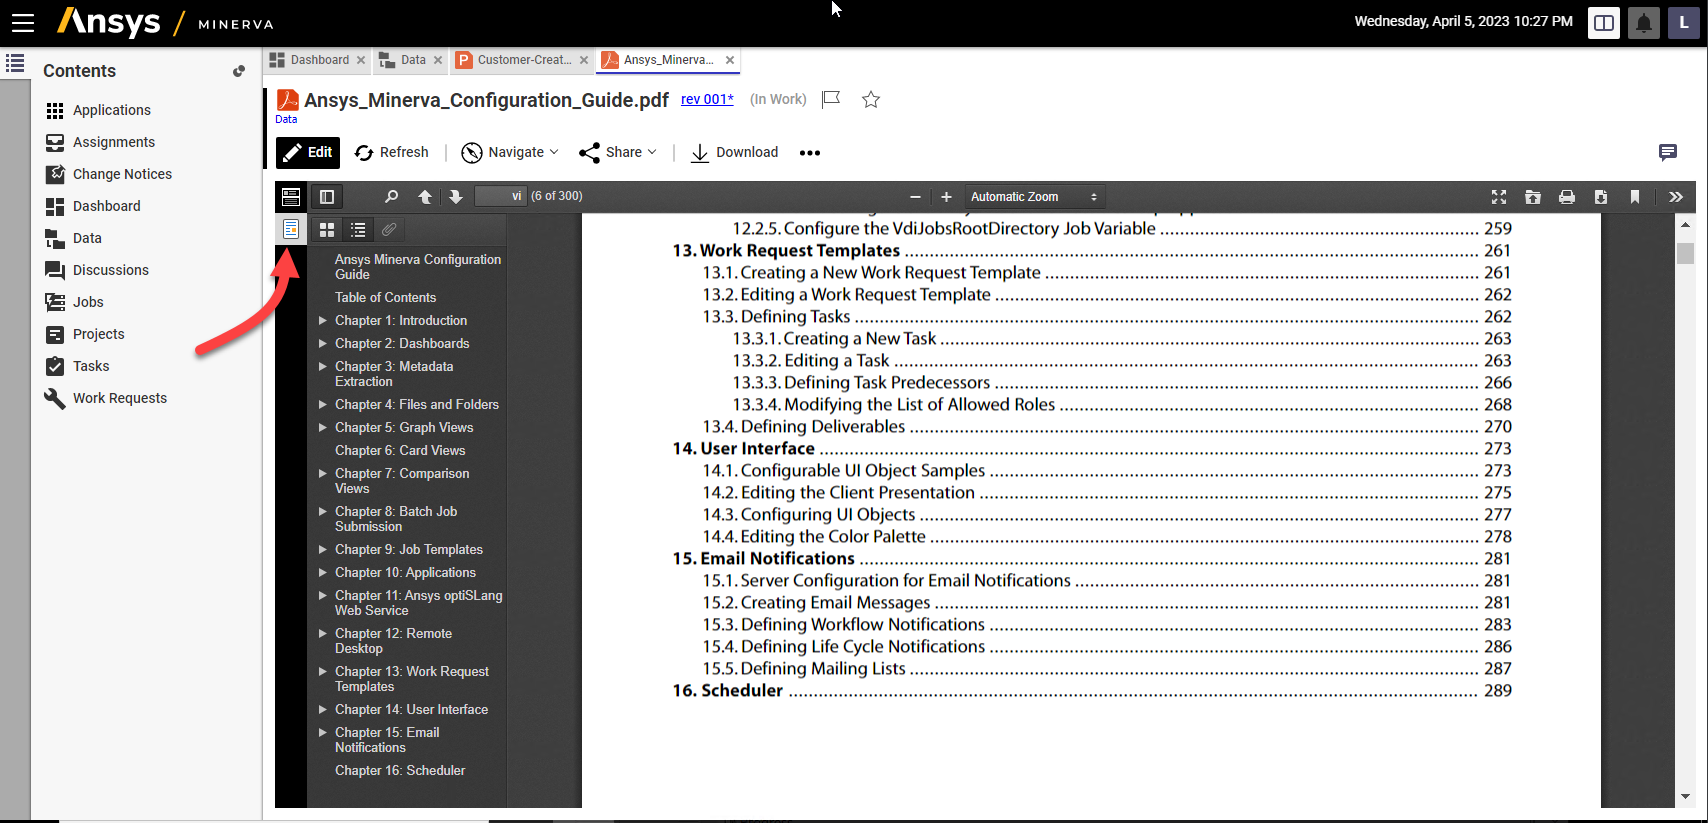 Ansys / MINERVA
Wednesday, April 5, 2023 10:27 PM
L
Contents
Applications
Assignments
Change Notices
Dashboard
Data
Discussions
Jobs
Projects
Tasks
Work Requests
Dashboard
Data
Customer-Creat...
Ansys_Minerva...
Ansys_Minerva_Configuration_Guide.pdf rev 001* (In Work)
Data
Edit Refresh Navigate Share Download
vi (6 of 300) Automatic Zoom
Ansys Minerva Configuration
Guide
Table of Contents
Chapter 1: Introduction
Chapter 2: Dashboards
Chapter 3: Metadata
Extraction
Chapter 4: Files and Folders
Chapter 5: Graph Views
Chapter 6: Card Views
Chapter 7: Comparison
Views
Chapter 8: Batch Job
Submission
Chapter 9: Job Templates
Chapter 10: Applications
Chapter 11: Ansys optiSLang
Web Service
Chapter 12: Remote
Desktop
Chapter 13: Work Request
Templates
Chapter 14: User Interface
Chapter 15: Email
Notifications
Chapter 16: Scheduler
12.2.5. Configure the VdiJobsRootDirectory Job Variable ........ 259
13. Work Request Templates ........ 261
13.1. Creating a New Work Request Template ........ 261
13.2. Editing a Work Request Template ........ 262
13.3. Defining Tasks ........ 262
13.3.1. Creating a New Task ........ 263
13.3.2. Editing a Task ........ 263
13.3.3. Defining Task Predecessors ........ 266
13.3.4. Modifying the List of Allowed Roles ........ 268
13.4. Defining Deliverables ........ 270
14. User Interface ........ 273
14.1. Configurable UI Object Samples ........ 273
14.2. Editing the Client Presentation ........ 275
14.3. Configuring UI Objects ........ 277
14.4. Editing the Color Palette ........ 278
15. Email Notifications ........ 281
15.1. Server Configuration for Email Notifications ........ 281
15.2. Creating Email Messages ........ 281
15.3. Defining Workflow Notifications ........ 283
15.4. Defining Life Cycle Notifications ........ 286
15.5. Defining Mailing Lists ........ 287
16. Scheduler ........ 289